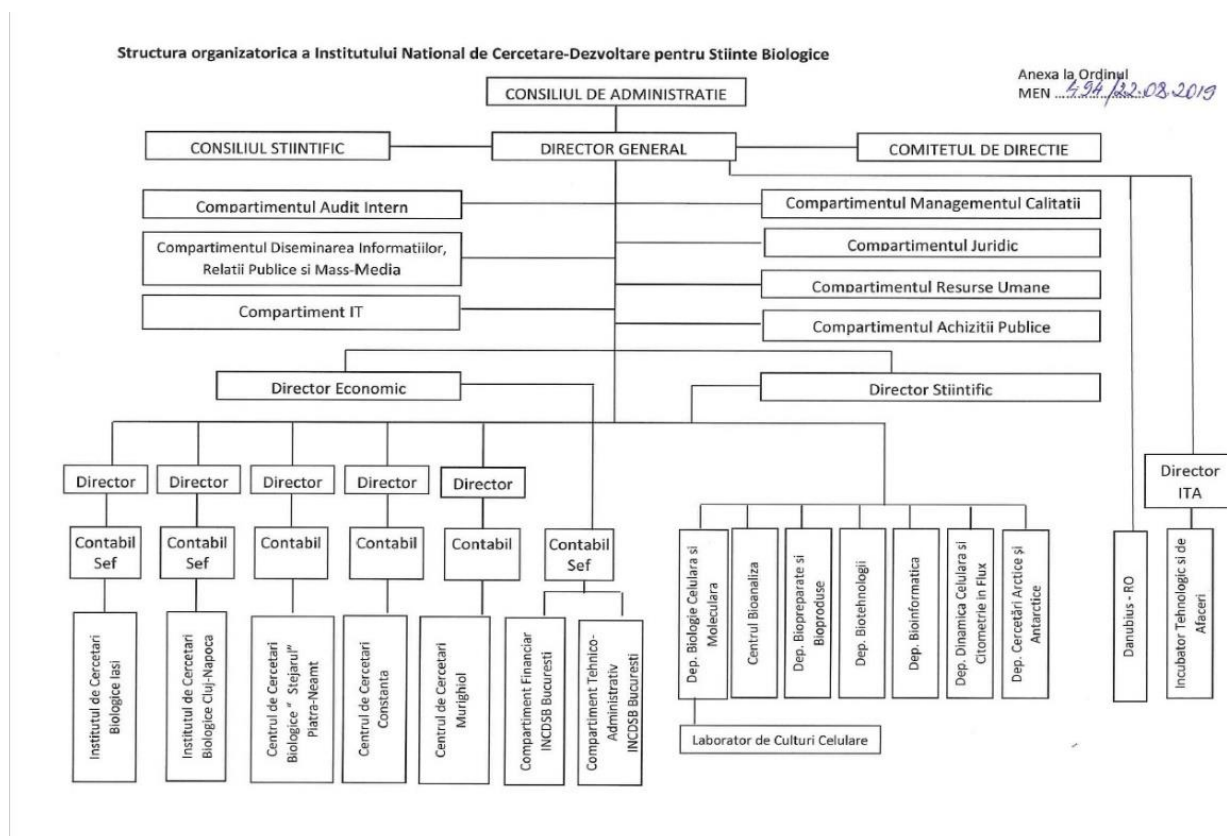 Structura organizatorica a Institutului National de Cercetare-Dezvoltare pentru Stiinte Biologice
Anexa la Ordinul
MEN ...494/22.08.2019
CONSILIUL DE ADMINISTRATIE
CONSILIUL STIINTIFIC
DIRECTOR GENERAL
COMITETUL DE DIRECTIE
Compartimentul Audit Intern
Compartimentul Managementul Calitatii
Compartimentul Diseminarea Informatiilor,
Relatii Publice si Mass-Media
Compartimentul Juridic
Compartimentul Resurse Umane
Compartiment IT
Compartimentul Achizitii Publice
Director Economic
Director Stiintific
Director
Director
Director
Director
Director
Director
ITA
Contabil
Sef
Contabil
Sef
Contabil
Contabil
Contabil
Contabil
Sef
Institutul de Cercetari
Biologice Iasi
Institutul de Cercetari
Biologice Cluj-Napoca
Centrul de Cercetari
Biologice " Stejarul"
Piatra-Neamt
Centrul de Cercetari
Constanta
Centrul de Cercetari
Murighiol
Compartiment Financiar
INCDSB Bucuresti
Compartiment Tehnico-
Administrativ
INCDSB Bucuresti
Dep. Biologie Celulara si
Moleculara
Centrul Bioanaliza
Dep. Biopreparate si
Bioproduse
Dep. Biotehnologii
Dep. Bioinformatica
Dep. Dinamica Celulara si
Citometrie in Flux
Dep. Cercetări Arctice și
Antarctice
Danubius - RO
Incubator Tehnologic si de
Afaceri
Laborator de Culturi Celulare